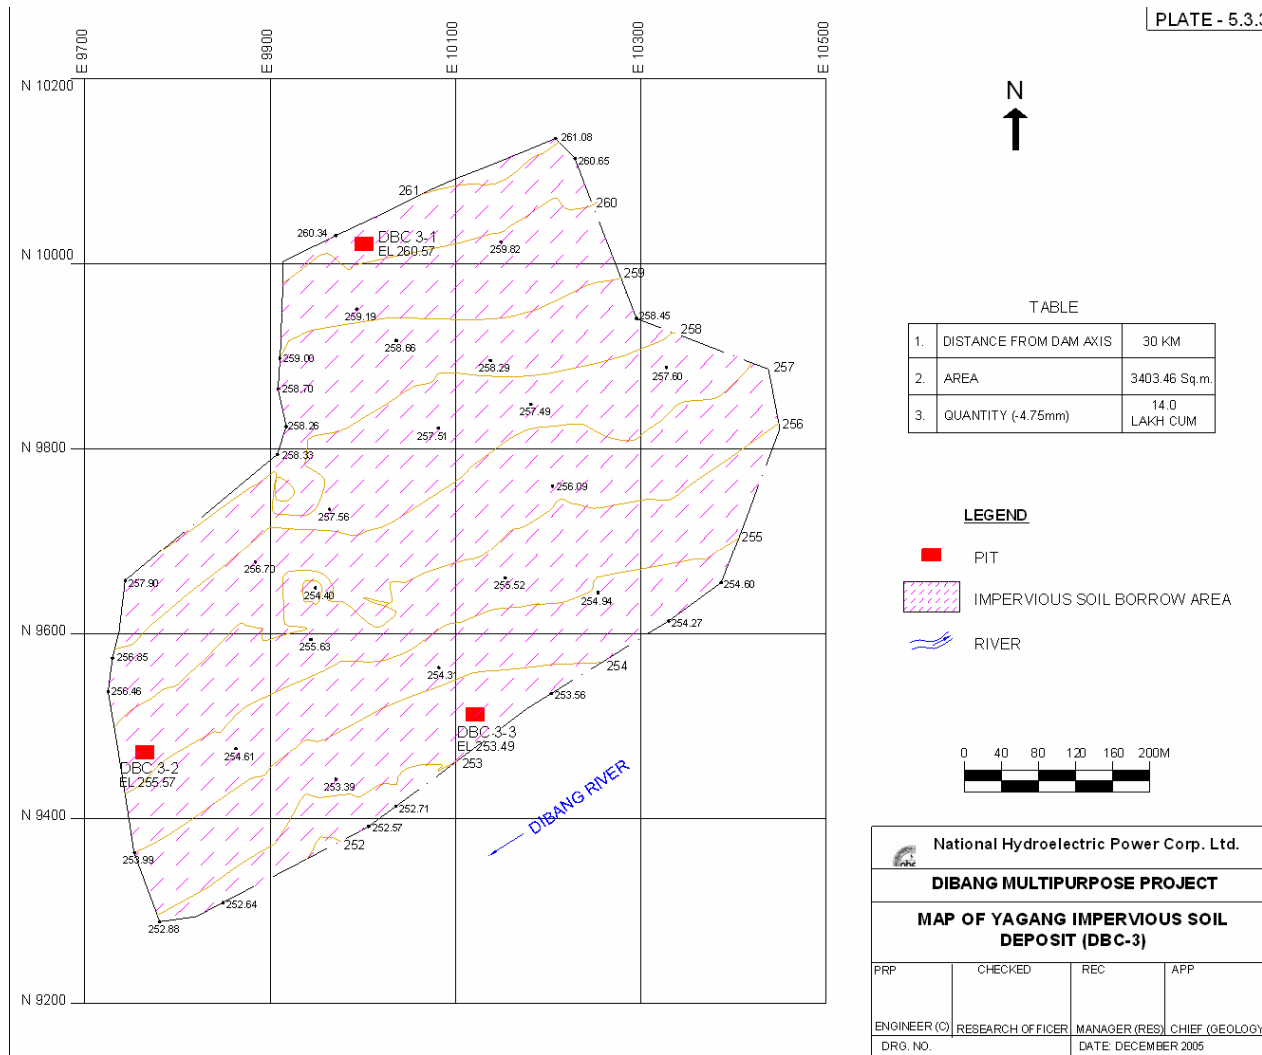 PLATE - 5.3.3
E 9700
E 9900
E 10100
E 10300
E 10500
N 10200
N 10000
N 9800
N 9600
N 9400
N 9200
N
261.08
260.65
261
260
260.34
DBC 3-1
EL 260.57
259.82
259
259.19
258.45
258
258.66
259.00
258.29
257.60
257
258.70
257.49
256
258.26
257.51
258.33
256.09
257.56
255
256.70
257.90
254.40
255.52
254.94
254.60
254.27
255.63
256.85
254.31
254
256.46
253.56
DBC 3-3
EL 253.49
253
254.61
DBC 3-2
EL 255.57
253.39
252.71
252.57
252
253.99
252.64
252.88
DIBANG RIVER
TABLE
1. DISTANCE FROM DAM AXIS 30 KM
2. AREA 3403.46 Sq.m.
3. QUANTITY (-4.75mm) 14.0
LAKH CUM
LEGEND
PIT
IMPERVIOUS SOIL BORROW AREA
RIVER
0 40 80 120 160 200M
National Hydroelectric Power Corp. Ltd.
DIBANG MULTIPURPOSE PROJECT
MAP OF YAGANG IMPERVIOUS SOIL
DEPOSIT (DBC-3)
PRP CHECKED REC APP
ENGINEER (C) RESEARCH OFFICER MANAGER (RES) CHIEF (GEOLOGY
DRG. NO. DATE: DECEMBER 2005